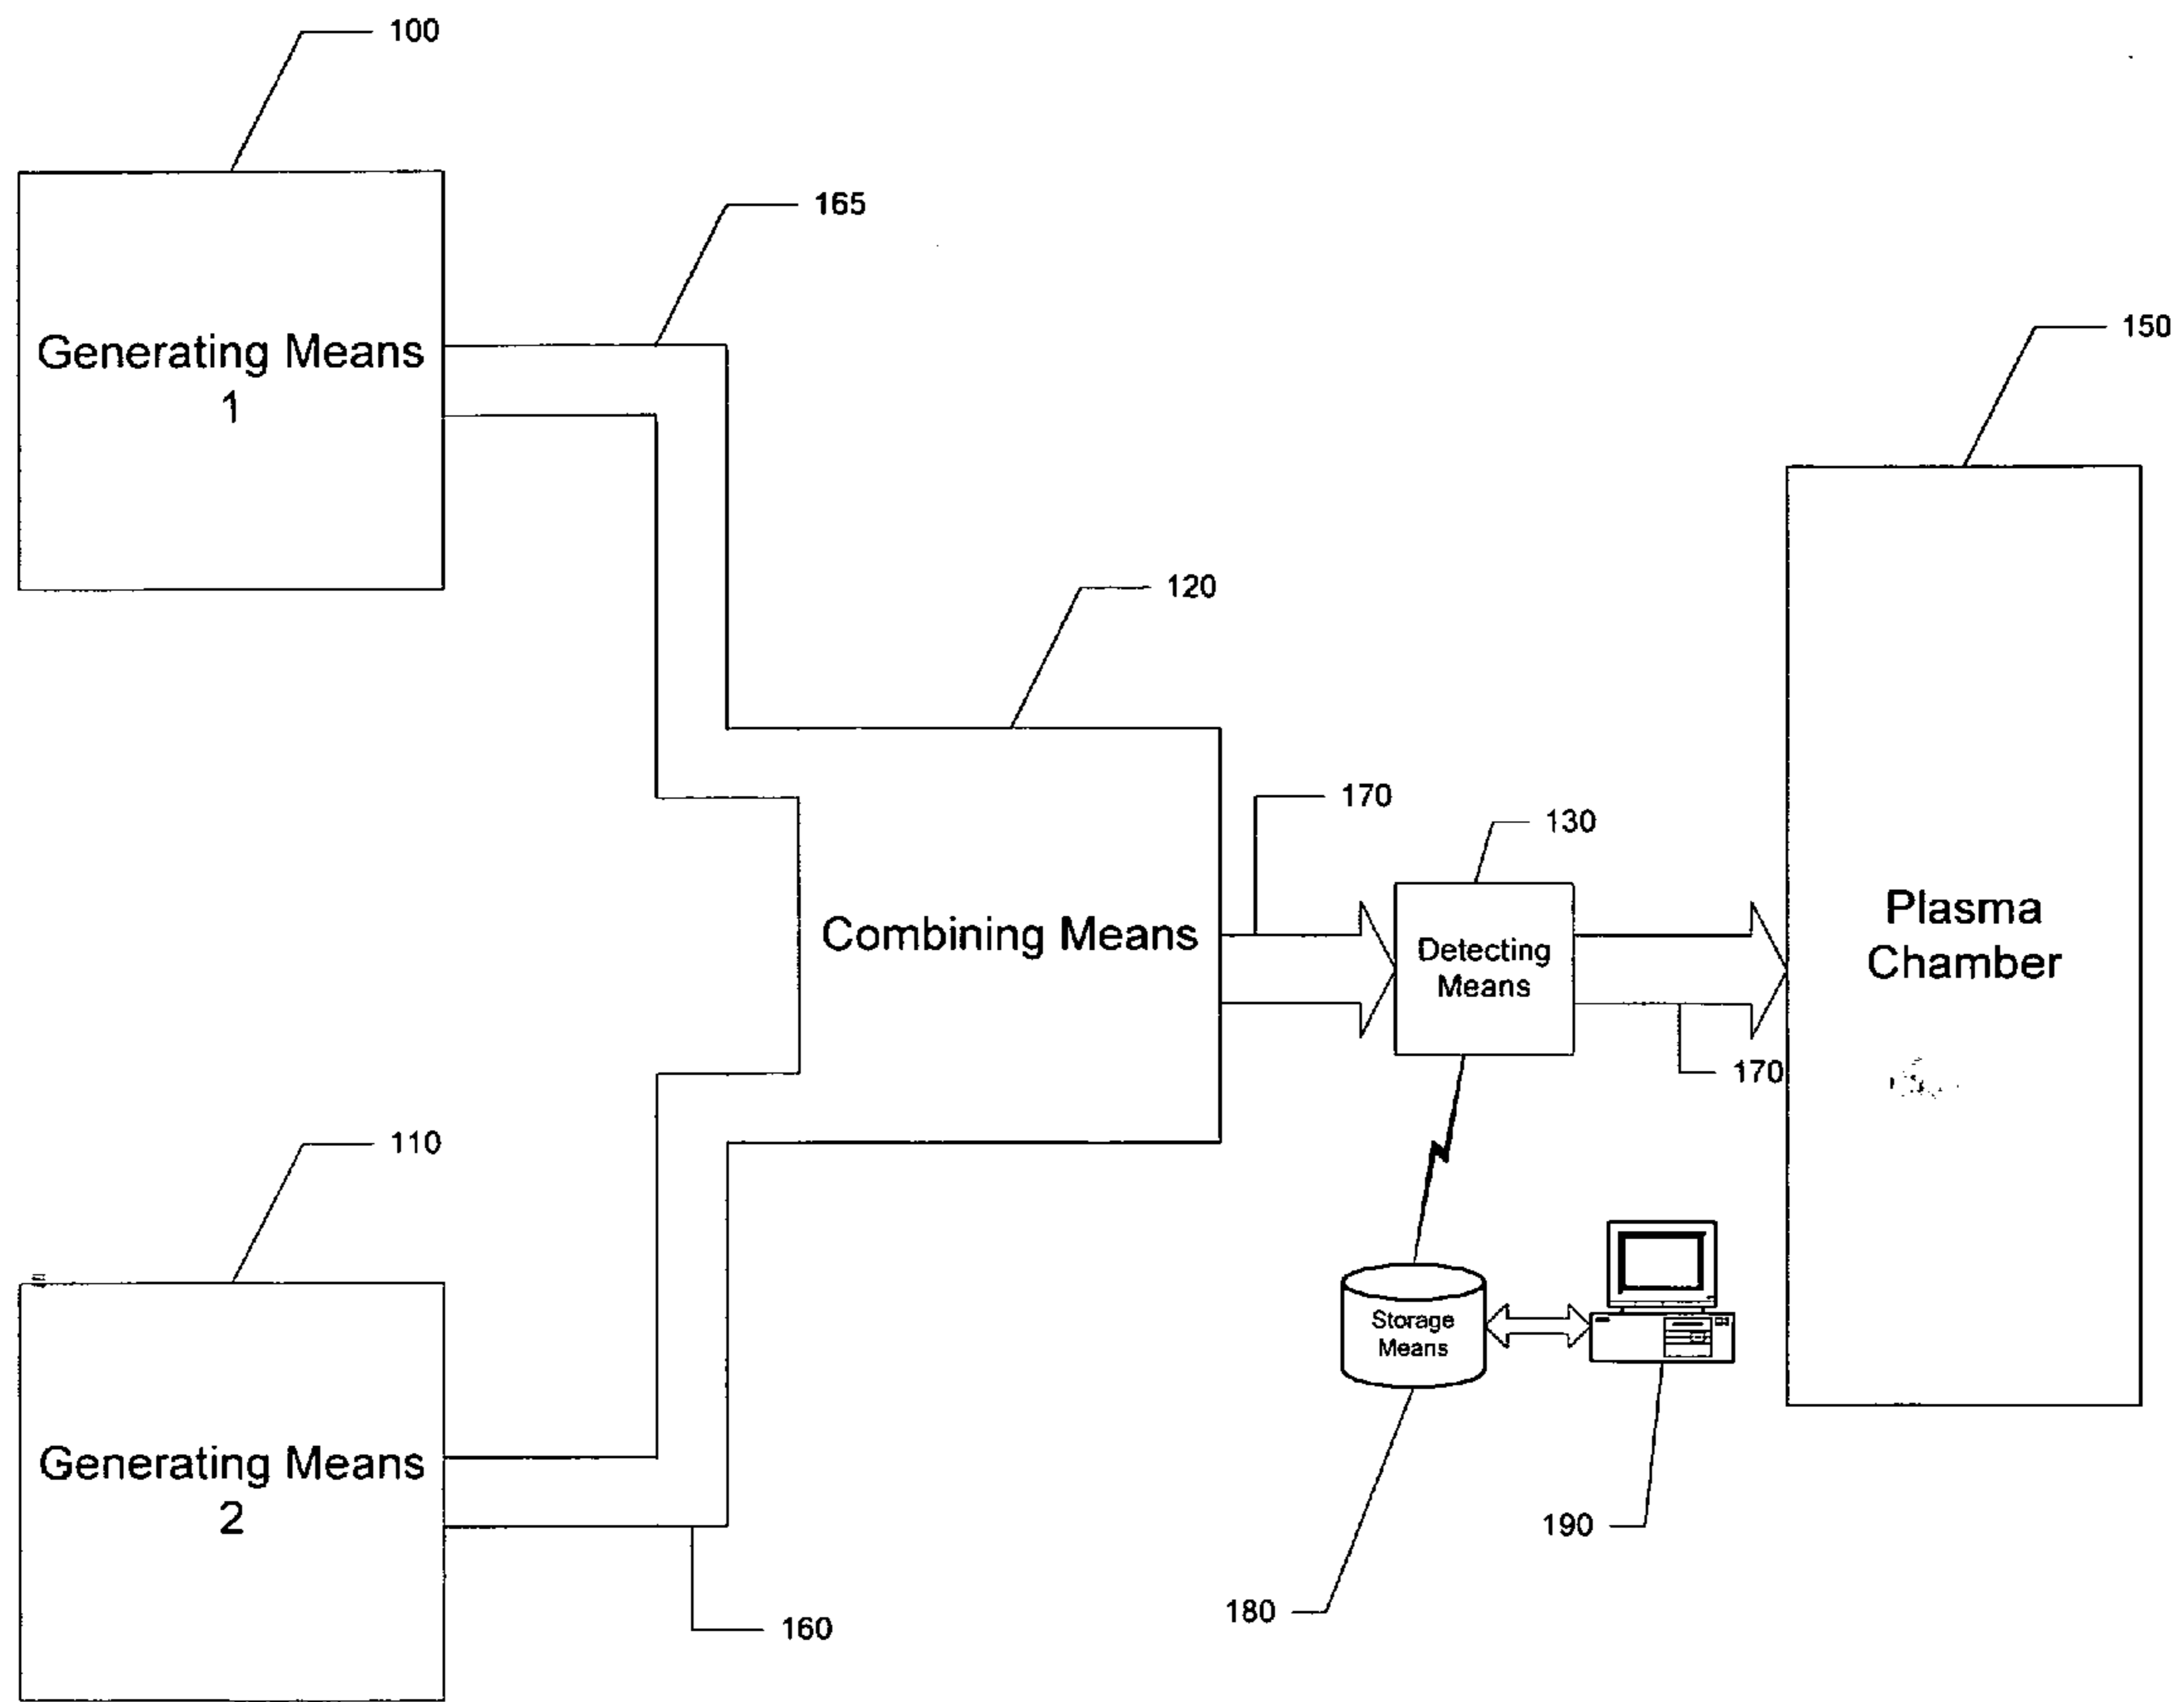 100
165
Generating Means
1
150
120
170
130
Combining Means
Detecting
Means
Plasma
Chamber
170
110
Storage
Means
Generating Means
2
190
180
160